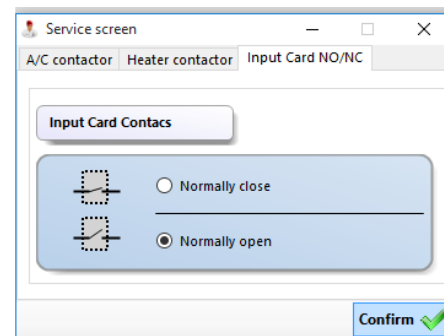 Service screen
A/C contactor Heater contactor Input Card NO/NC
Input Card Contacs
Normally close
Normally open
Confirm